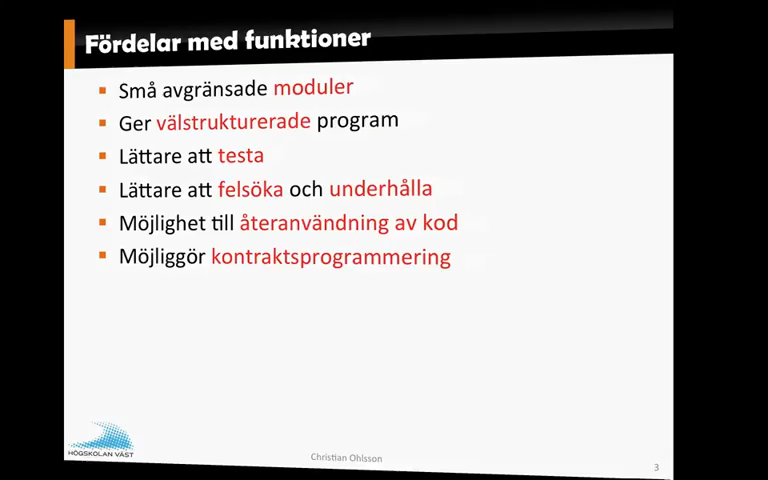 Fördelar med funktioner
Små avgränsade moduler
Ger välstrukturerade program
Lättare att testa
Lättare att felsöka och underhålla
Möjlighet till återanvändning av kod
Möjliggör kontraktsprogrammering
HÖGSKOLAN VÄST
Christian Ohlsson
3